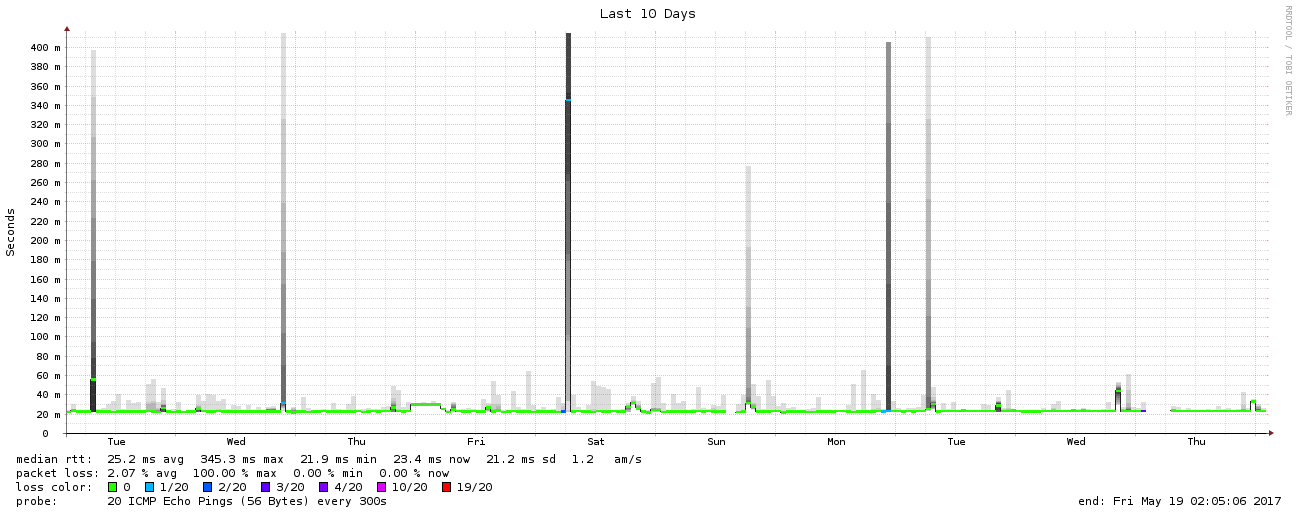 Last 10 Days
RRDTOOL / TOBI OETIKER
Seconds
400 m
380 m
360 m
340 m
320 m
300 m
280 m
260 m
240 m
220 m
200 m
180 m
160 m
140 m
120 m
100 m
80 m
60 m
40 m
20 m
0
Tue Wed Thu Fri Sat Sun Mon Tue Wed Thu
median rtt: 25.2 ms avg 345.3 ms max 21.9 ms min 23.4 ms now 21.2 ms sd 1.2 am/s
packet loss: 2.07 % avg 100.00 % max 0.00 % min 0.00 % now
loss color: 0 1/20 2/20 3/20 4/20 10/20 19/20
probe: 20 ICMP Echo Pings (56 Bytes) every 300s end: Fri May 19 02:05:06 2017